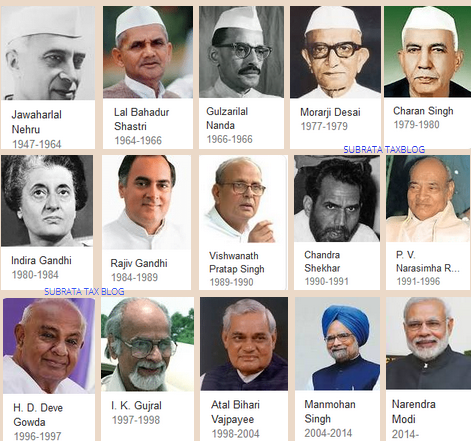 Jawaharlal
Nehru
1947-1964
Lal Bahadur
Shastri
1964-1966
Gulzarilal
Nanda
1966-1966
Morarji Desai
1977-1979
Charan Singh
1979-1980
SUBRATA TAXBLOG
Indira Gandhi
1980-1984
Rajiv Gandhi
1984-1989
Vishwanath
Pratap Singh
1989-1990
Chandra
Shekhar
1990-1991
P. V.
Narasimha R...
1991-1996
SUBRATA TAX BLOG
H. D. Deve
Gowda
1996-1997
I. K. Gujral
1997-1998
Atal Bihari
Vajpayee
1998-2004
Manmohan
Singh
2004-2014
Narendra
Modi
2014-